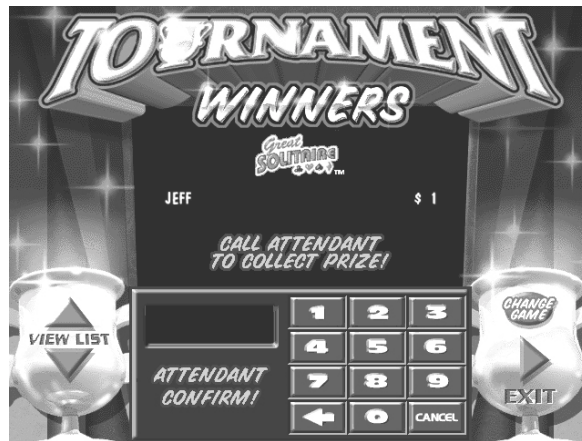 TOURNAMENT
WINNERS
Great
SOLITAIRE
TM
JEFF $ 1
CALL ATTENDANT
TO COLLECT PRIZE!
VIEW LIST
CHANGE
GAME
EXIT
ATTENDANT
CONFIRM!
1 2 3
4 5 6
7 8 9
0 CANCEL